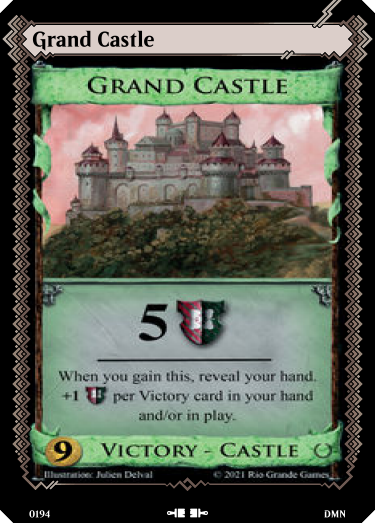 Grand Castle
GRAND CASTLE
5
When you gain this, reveal your hand.
+1 per Victory card in your hand
and/or in play.
9 VICTORY - CASTLE
Illustration: Julien Delval © 2021 Rio Grande Games
0194 DMN